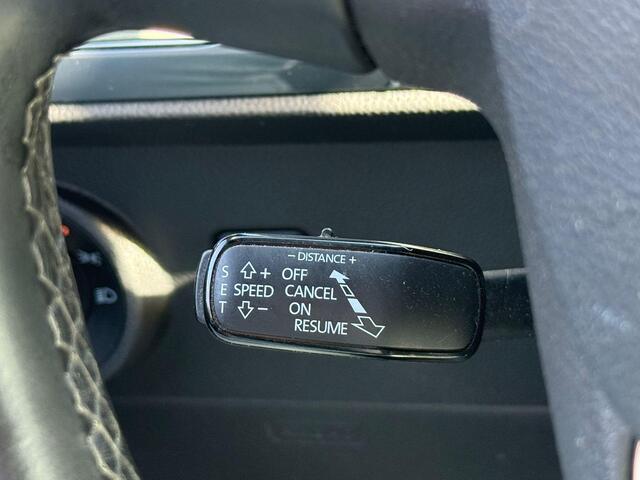 − DISTANCE +
S + OFF
E SPEED CANCEL
T − ON
RESUME